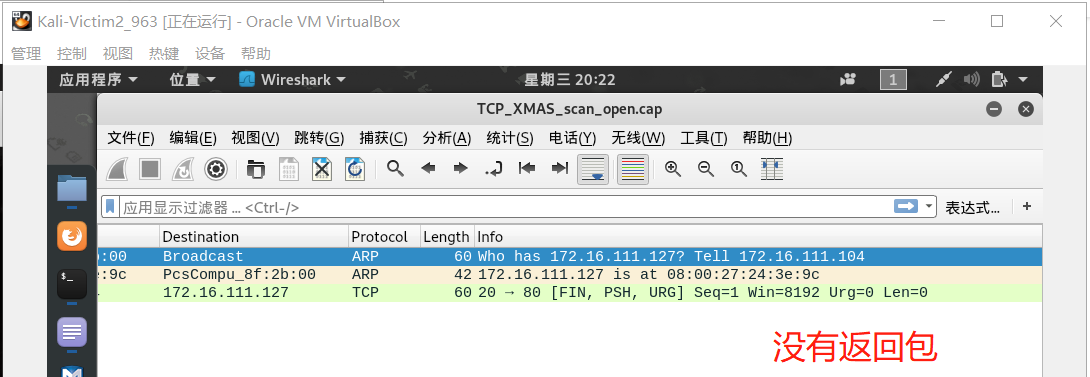 Kali-Victim2_963 [正在运行] - Oracle VM VirtualBox
管理 控制 视图 热键 设备 帮助
应用程序 位置 Wireshark 星期三 20:22 1
TCP_XMAS_scan_open.cap
文件(F) 编辑(E) 视图(V) 跳转(G) 捕获(C) 分析(A) 统计(S) 电话(Y) 无线(W) 工具(T) 帮助(H)
应用显示过滤器 … <Ctrl-/> 表达式… +
Destination Protocol Length Info
b:00 Broadcast ARP 60 Who has 172.16.111.127? Tell 172.16.111.104
e:9c PcsCompu_8f:2b:00 ARP 42 172.16.111.127 is at 08:00:27:24:3e:9c
172.16.111.127 TCP 60 20 → 80 [FIN, PSH, URG] Seq=1 Win=8192 Urg=0 Len=0
没有返回包